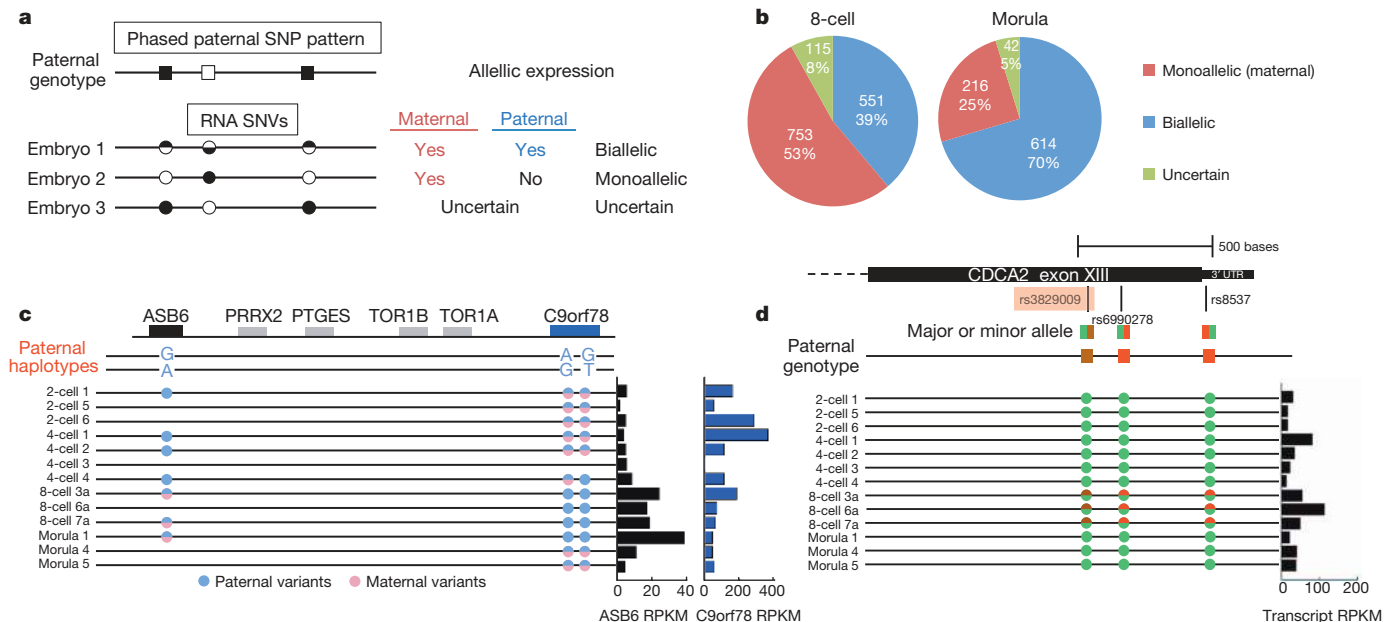 a
Phased paternal SNP pattern
Paternal
genotype
Allellic expression
RNA SNVs
Maternal
Paternal
Embryo 1
Yes
Yes
Biallelic
Embryo 2
Yes
No
Monoallelic
Embryo 3
Uncertain
Uncertain
b
8-cell
Morula
115
8%
551
39%
753
53%
42
5%
216
25%
614
70%
Monoallelic (maternal)
Biallelic
Uncertain
c
ASB6
PRRX2
PTGES
TOR1B
TOR1A
C9orf78
Paternal
haplotypes
G
A
A G
G T
2-cell 1
2-cell 5
2-cell 6
4-cell 1
4-cell 2
4-cell 3
4-cell 4
8-cell 3a
8-cell 6a
8-cell 7a
Morula 1
Morula 4
Morula 5
Paternal variants
Maternal variants
0 20 40
ASB6 RPKM
0 200 400
C9orf78 RPKM
500 bases
CDCA2 exon XIII
3' UTR
rs3829009
rs6990278
rs8537
d
Major or minor allele
Paternal
genotype
2-cell 1
2-cell 5
2-cell 6
4-cell 1
4-cell 2
4-cell 3
4-cell 4
8-cell 3a
8-cell 6a
8-cell 7a
Morula 1
Morula 4
Morula 5
0 100 200
Transcript RPKM